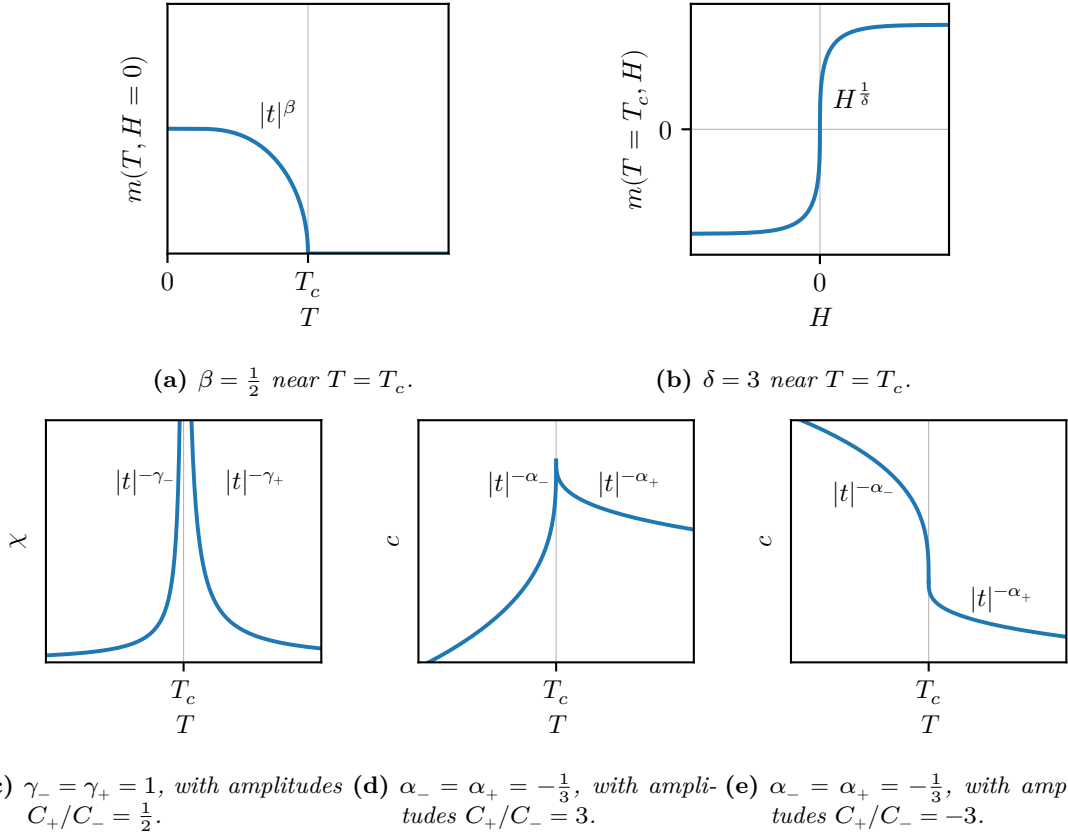 m(T, H = 0)
|t|^β
0
T_c
T
m(T = T_c, H)
0
H^{1/δ}
0
H
(a) β = 1/2 near T = T_c.
(b) δ = 3 near T = T_c.
χ
|t|^{-γ_-}
|t|^{-γ_+}
T_c
T
c
|t|^{-α_-}
|t|^{-α_+}
T_c
T
c
|t|^{-α_-}
|t|^{-α_+}
T_c
T
) γ_- = γ_+ = 1, with amplitudes
C_+/C_- = 1/2.
(d) α_- = α_+ = -1/3, with ampli-
tudes C_+/C_- = 3.
(e) α_- = α_+ = -1/3, with amp
tudes C_+/C_- = -3.